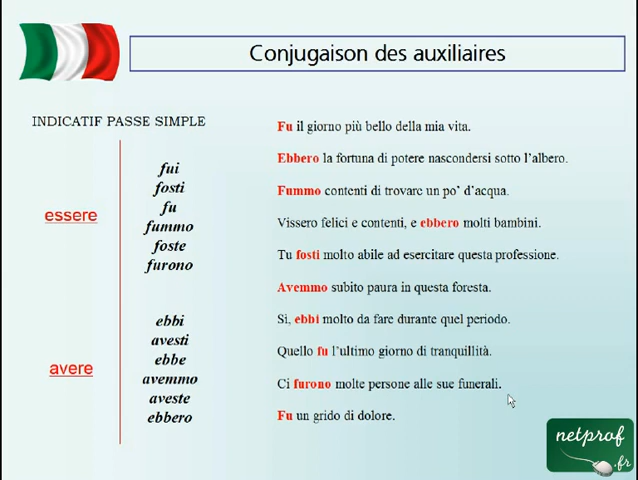 Conjugaison des auxiliaires
INDICATIF PASSE SIMPLE
essere
fui
fosti
fu
fummo
foste
furono
avere
ebbi
avesti
ebbe
avemmo
aveste
ebbero
Fu il giorno più bello della mia vita.
Ebbero la fortuna di potere nascondersi sotto l'albero.
Fummo contenti di trovare un po' d'acqua.
Vissero felici e contenti, e ebbero molti bambini.
Tu fosti molto abile ad esercitare questa professione.
Avemmo subito paura in questa foresta.
Sì, ebbi molto da fare durante quel periodo.
Quello fu l'ultimo giorno di tranquillità.
Ci furono molte persone alle sue funerali.
Fu un grido di dolore.
netprof
.fr